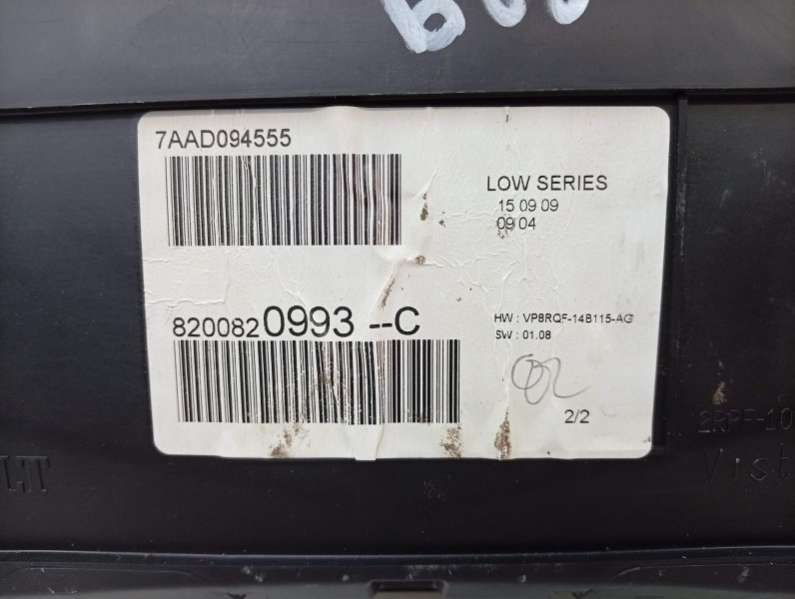 7AAD094555
LOW SERIES
15 09 09
09 04
8200820993 --C
HW : VP8RQF-14B115-AG
SW : 01.08
2/2